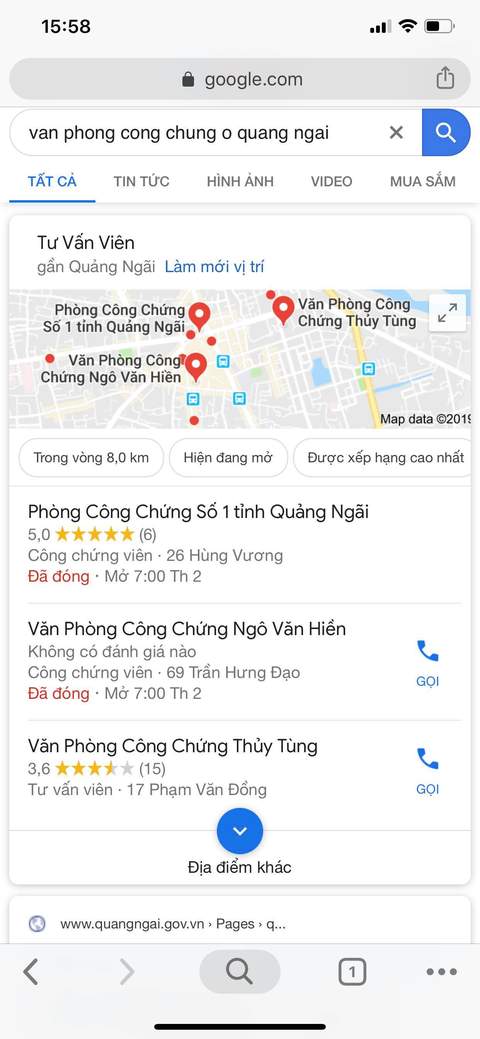 15:58
google.com
van phong cong chung o quang ngai
TẤT CẢ TIN TỨC HÌNH ẢNH VIDEO MUA SẮM
Tư Vấn Viên
gần Quảng Ngãi Làm mới vị trí
Phòng Công Chứng
Số 1 tỉnh Quảng Ngãi
Văn Phòng Công
Chứng Thủy Tùng
Văn Phòng Công
Chứng Ngô Văn Hiền
Map data ©2019
Trong vòng 8,0 km Hiện đang mở Được xếp hạng cao nhất
Phòng Công Chứng Số 1 tỉnh Quảng Ngãi
5,0 (6)
Công chứng viên · 26 Hùng Vương
Đã đóng · Mở 7:00 Th 2
Văn Phòng Công Chứng Ngô Văn Hiền
Không có đánh giá nào
Công chứng viên · 69 Trần Hưng Đạo
Đã đóng · Mở 7:00 Th 2
GỌI
Văn Phòng Công Chứng Thủy Tùng
3,6 (15)
Tư vấn viên · 17 Phạm Văn Đồng
GỌI
Địa điểm khác
www.quangngai.gov.vn › Pages › q...
1